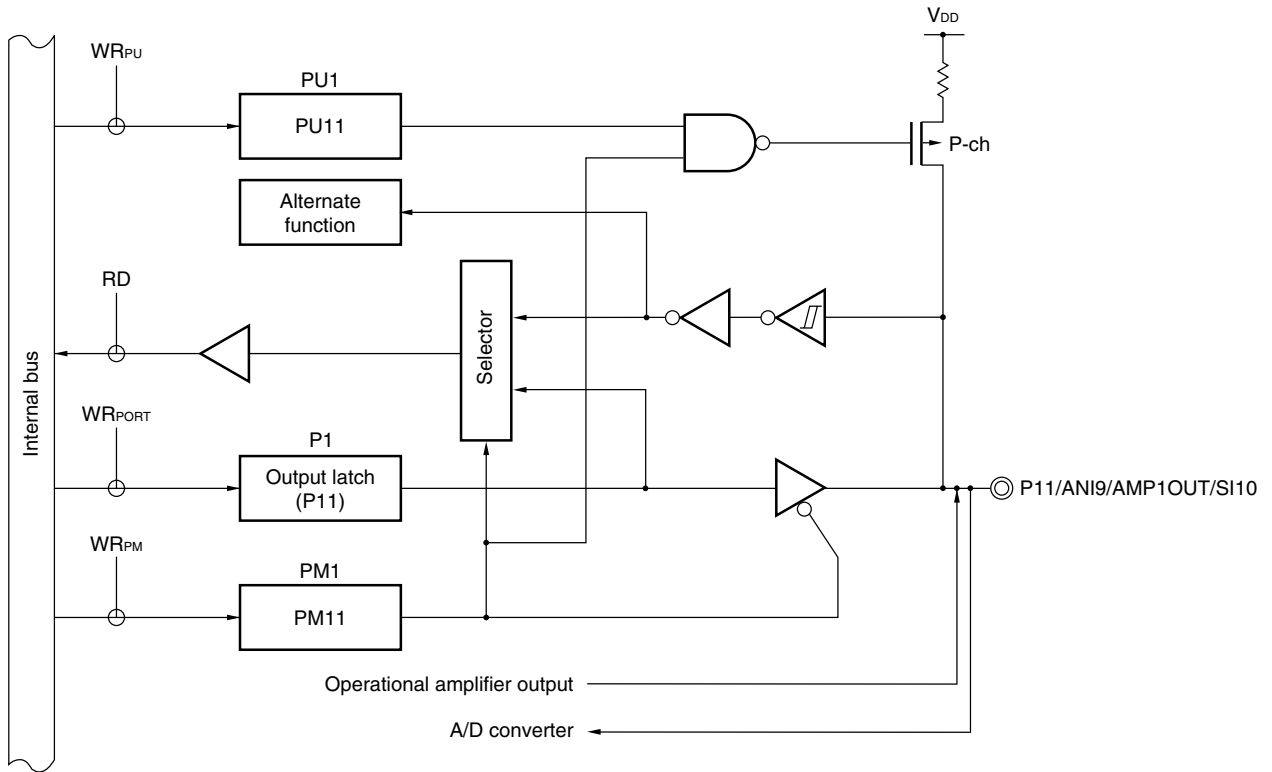 VDD
WRPU
PU1
PU11
P-ch
Alternate
function
RD
Selector
Internal bus
WRPORT
P1
Output latch
(P11)
P11/ANI9/AMP1OUT/SI10
WRPM
PM1
PM11
Operational amplifier output
A/D converter